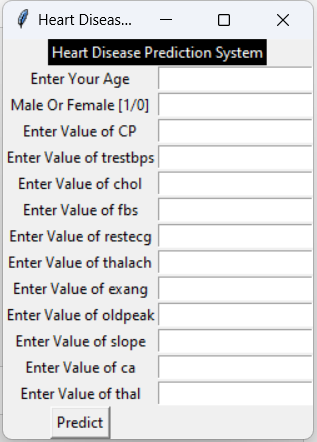 Heart Diseas...
Heart Disease Prediction System
Enter Your Age
Male Or Female [1/0]
Enter Value of CP
Enter Value of trestbps
Enter Value of chol
Enter Value of fbs
Enter Value of restecg
Enter Value of thalach
Enter Value of exang
Enter Value of oldpeak
Enter Value of slope
Enter Value of ca
Enter Value of thal
Predict